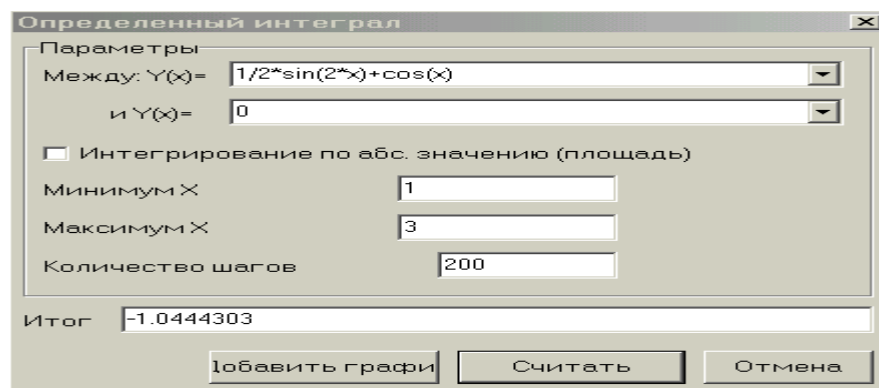 Определенный интеграл
Параметры
Между: Y(x)= 1/2*sin(2*x)+cos(x)
и Y(x)= 0
Интегрирование по абс. значению (площадь)
Минимум X 1
Максимум X 3
Количество шагов 200
Итог -1.0444303
Iобавить графи Считать Отмена